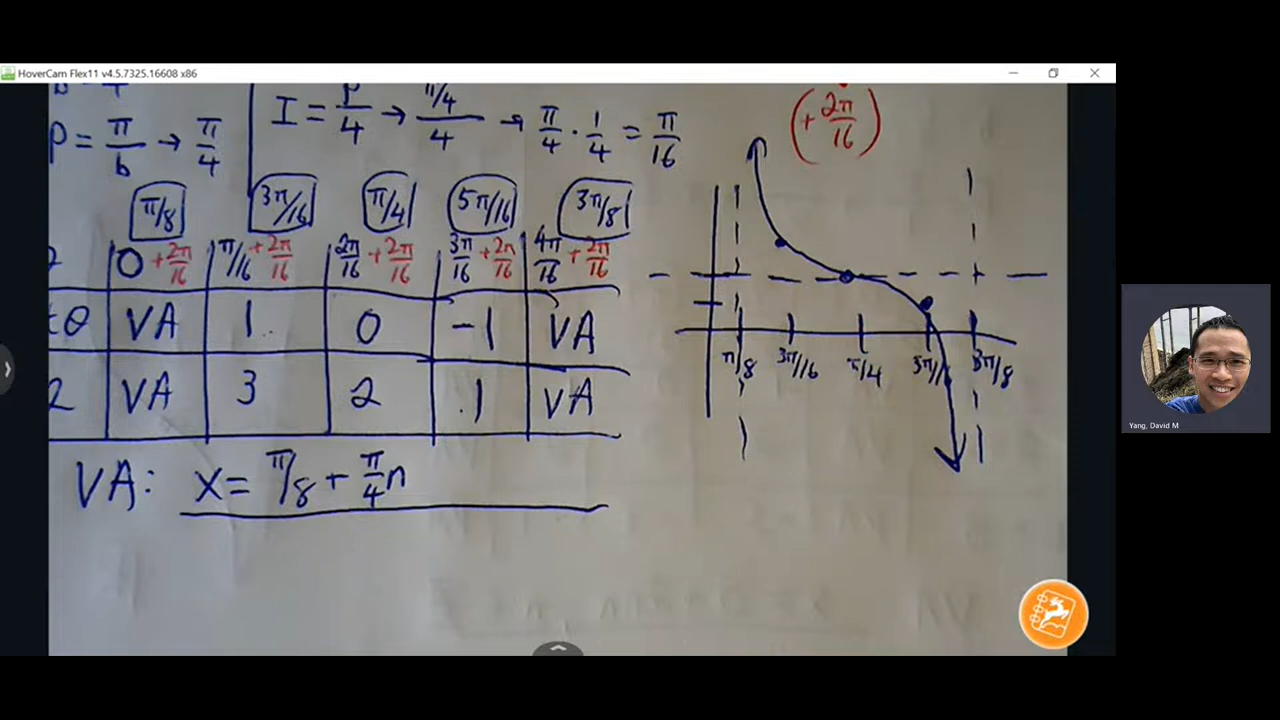 HoverCam Flex11 v4.5.7325.16608 x86
I = P/4 → π/4/4 → π/4 · 1/4 = π/16
P = π/b → π/4
(+ 2π/16)
π/8 3π/16 π/4 5π/16 3π/8
0 + 2π/16 π/16 + 2π/16 2π/16 + 2π/16 3π/16 + 2π/16 4π/16 + 2π/16
tθ VA 1 0 -1 VA
2 VA 3 2 1 VA
π/8 3π/16 π/4 3π/8
VA: x = π/8 + π/4 n
Yang, David M